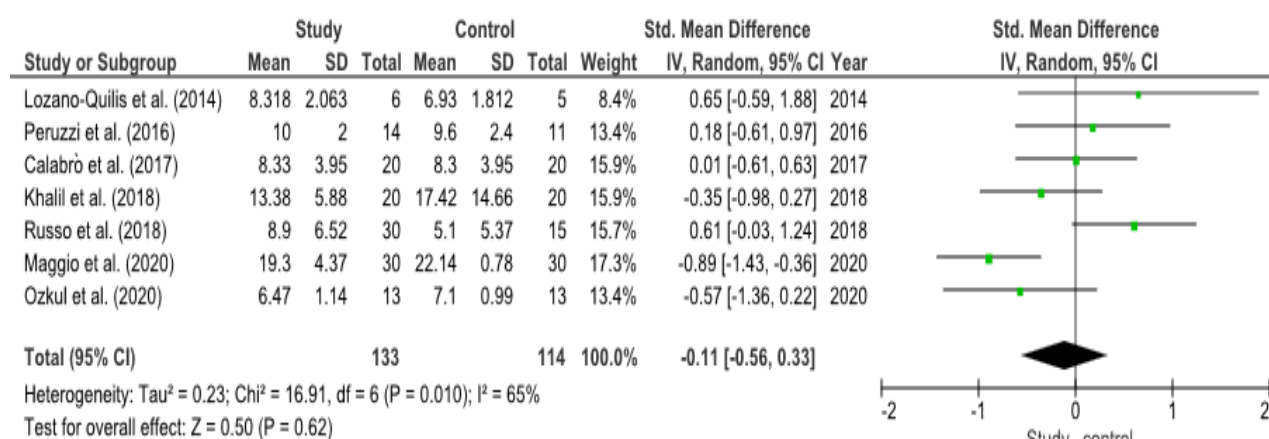 Study Control Std. Mean Difference Std. Mean Difference
Study or Subgroup Mean SD Total Mean SD Total Weight IV, Random, 95% CI Year IV, Random, 95% CI
Lozano-Quilis et al. (2014) 8.318 2.063 6 6.93 1.812 5 8.4% 0.65 [-0.59, 1.88] 2014
Peruzzi et al. (2016) 10 2 14 9.6 2.4 11 13.4% 0.18 [-0.61, 0.97] 2016
Calabrò et al. (2017) 8.33 3.95 20 8.3 3.95 20 15.9% 0.01 [-0.61, 0.63] 2017
Khalil et al. (2018) 13.38 5.88 20 17.42 14.66 20 15.9% -0.35 [-0.98, 0.27] 2018
Russo et al. (2018) 8.9 6.52 30 5.1 5.37 15 15.7% 0.61 [-0.03, 1.24] 2018
Maggio et al. (2020) 19.3 4.37 30 22.14 0.78 30 17.3% -0.89 [-1.43, -0.36] 2020
Ozkul et al. (2020) 6.47 1.14 13 7.1 0.99 13 13.4% -0.57 [-1.36, 0.22] 2020
Total (95% CI) 133 114 100.0% -0.11 [-0.56, 0.33]
Heterogeneity: Tau² = 0.23; Chi² = 16.91, df = 6 (P = 0.010); I² = 65%
Test for overall effect: Z = 0.50 (P = 0.62)
-2 -1 0 1 2
Study control